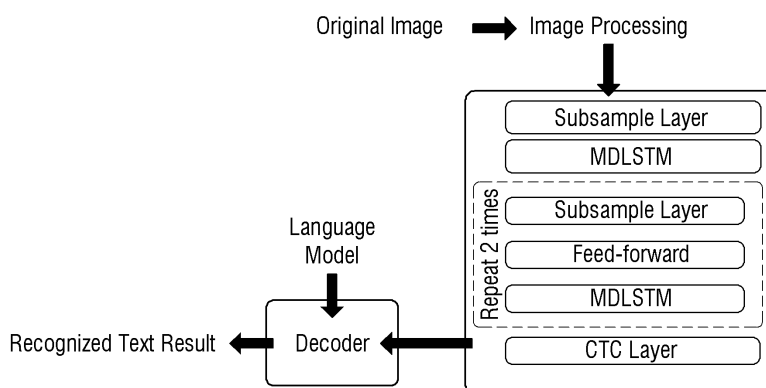 Original Image
Image Processing
Subsample Layer
MDLSTM
Repeat 2 times
Subsample Layer
Feed-forward
MDLSTM
CTC Layer
Language
Model
Decoder
Recognized Text Result